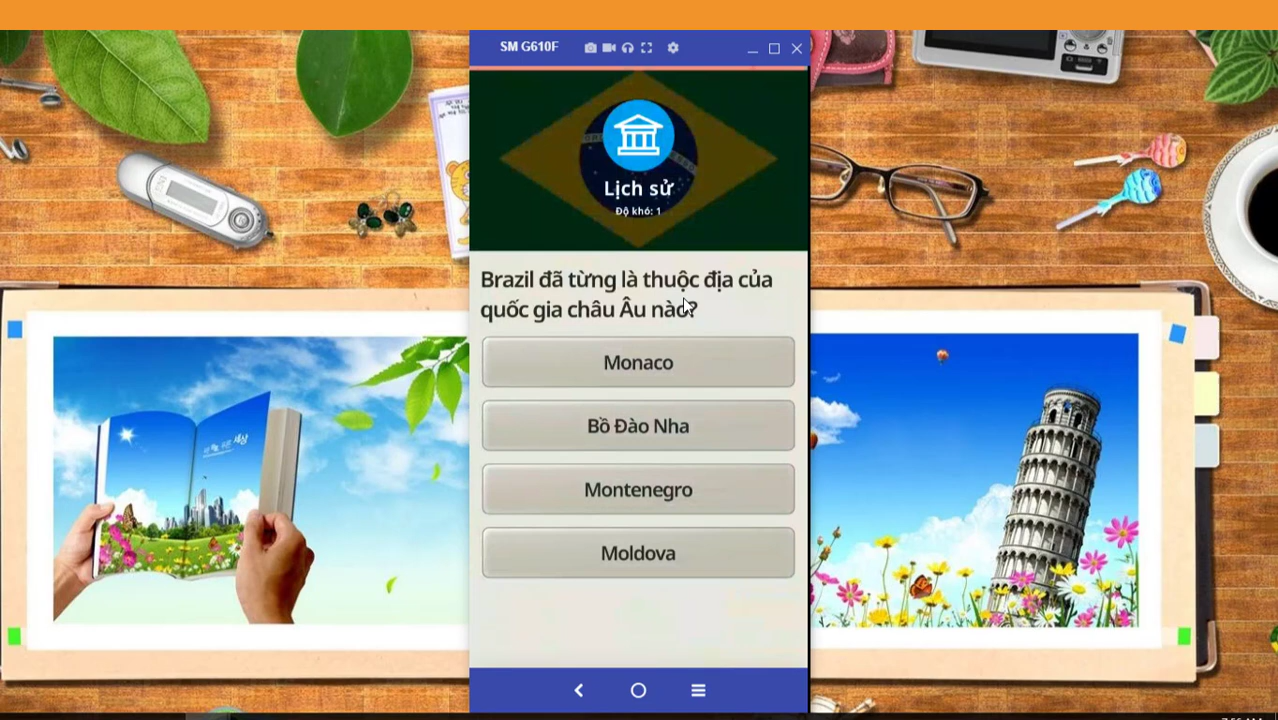 SM G610F
Lịch sử
Độ khó: 1
Brazil đã từng là thuộc địa của
quốc gia châu Âu nào?
Monaco
Bồ Đào Nha
Montenegro
Moldova